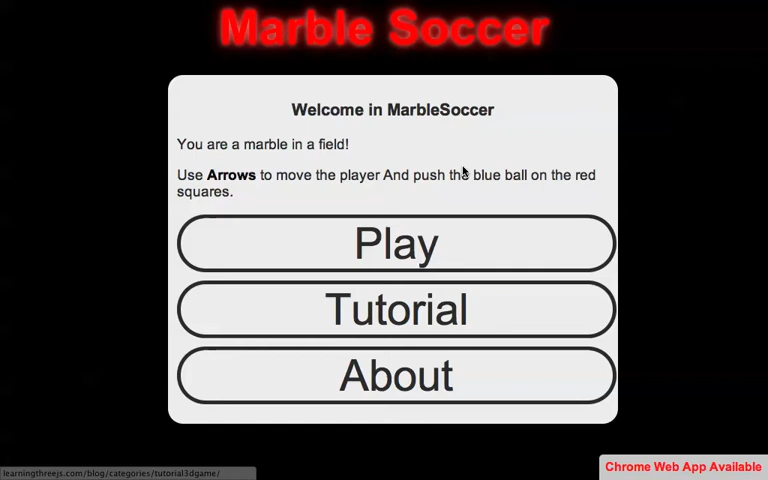 Marble Soccer
Welcome in MarbleSoccer
You are a marble in a field!
Use Arrows to move the player And push the blue ball on the red
squares.
Play
Tutorial
About
learningthreejs.com/blog/categories/tutorial3dgame/
Chrome Web App Available